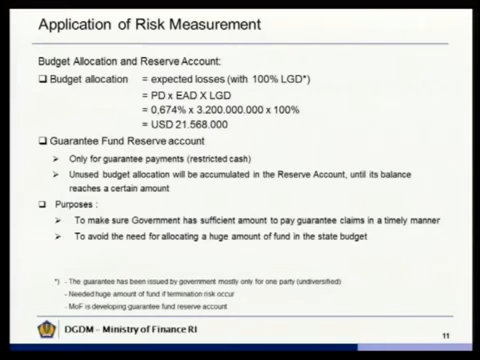 Application of Risk Measurement
Budget Allocation and Reserve Account:
❑ Budget allocation = expected losses (with 100% LGD*)
= PD x EAD X LGD
= 0,674% x 3.200.000.000 x 100%
= USD 21.568.000
❑ Guarantee Fund Reserve account
➢ Only for guarantee payments (restricted cash)
➢ Unused budget allocation will be accumulated in the Reserve Account, until its balance
reaches a certain amount
❑ Purposes :
➢ To make sure Government has sufficient amount to pay guarantee claims in a timely manner
➢ To avoid the need for allocating a huge amount of fund in the state budget
*) - The guarantee has been issued by government mostly only for one party (undiversified)
- Needed huge amount of fund if termination risk occur
- MoF is developing guarantee fund reserve account
DGDM – Ministry of Finance RI
11